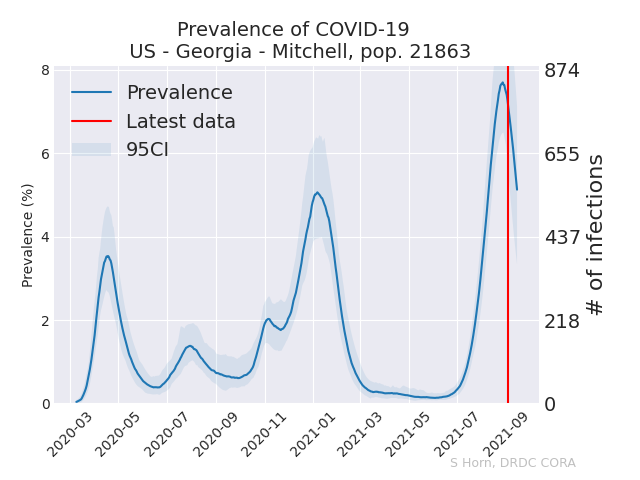 Prevalence of COVID-19
US - Georgia - Mitchell, pop. 21863
Prevalence
Latest data
95CI
Prevalence (%)
8
6
4
2
0
874
655
437
218
0
# of infections
2020-03
2020-05
2020-07
2020-09
2020-11
2021-01
2021-03
2021-05
2021-07
2021-09
S Horn, DRDC CORA